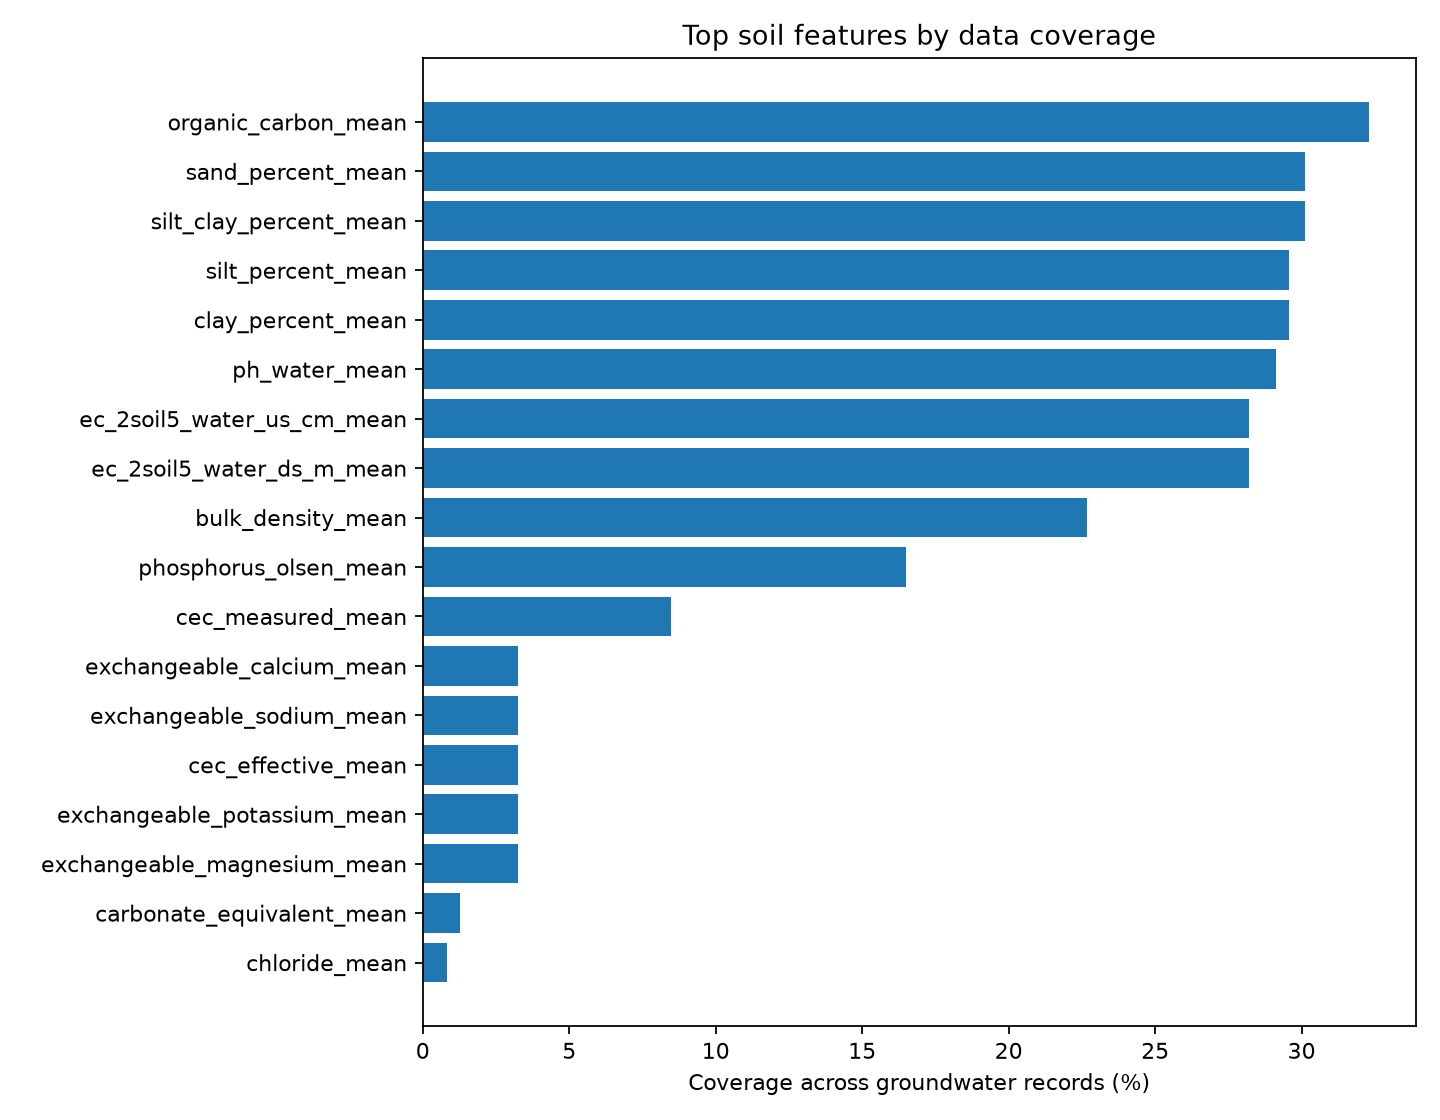 Top soil features by data coverage
organic_carbon_mean
sand_percent_mean
silt_clay_percent_mean
silt_percent_mean
clay_percent_mean
ph_water_mean
ec_2soil5_water_us_cm_mean
ec_2soil5_water_ds_m_mean
bulk_density_mean
phosphorus_olsen_mean
cec_measured_mean
exchangeable_calcium_mean
exchangeable_sodium_mean
cec_effective_mean
exchangeable_potassium_mean
exchangeable_magnesium_mean
carbonate_equivalent_mean
chloride_mean
0 5 10 15 20 25 30
Coverage across groundwater records (%)